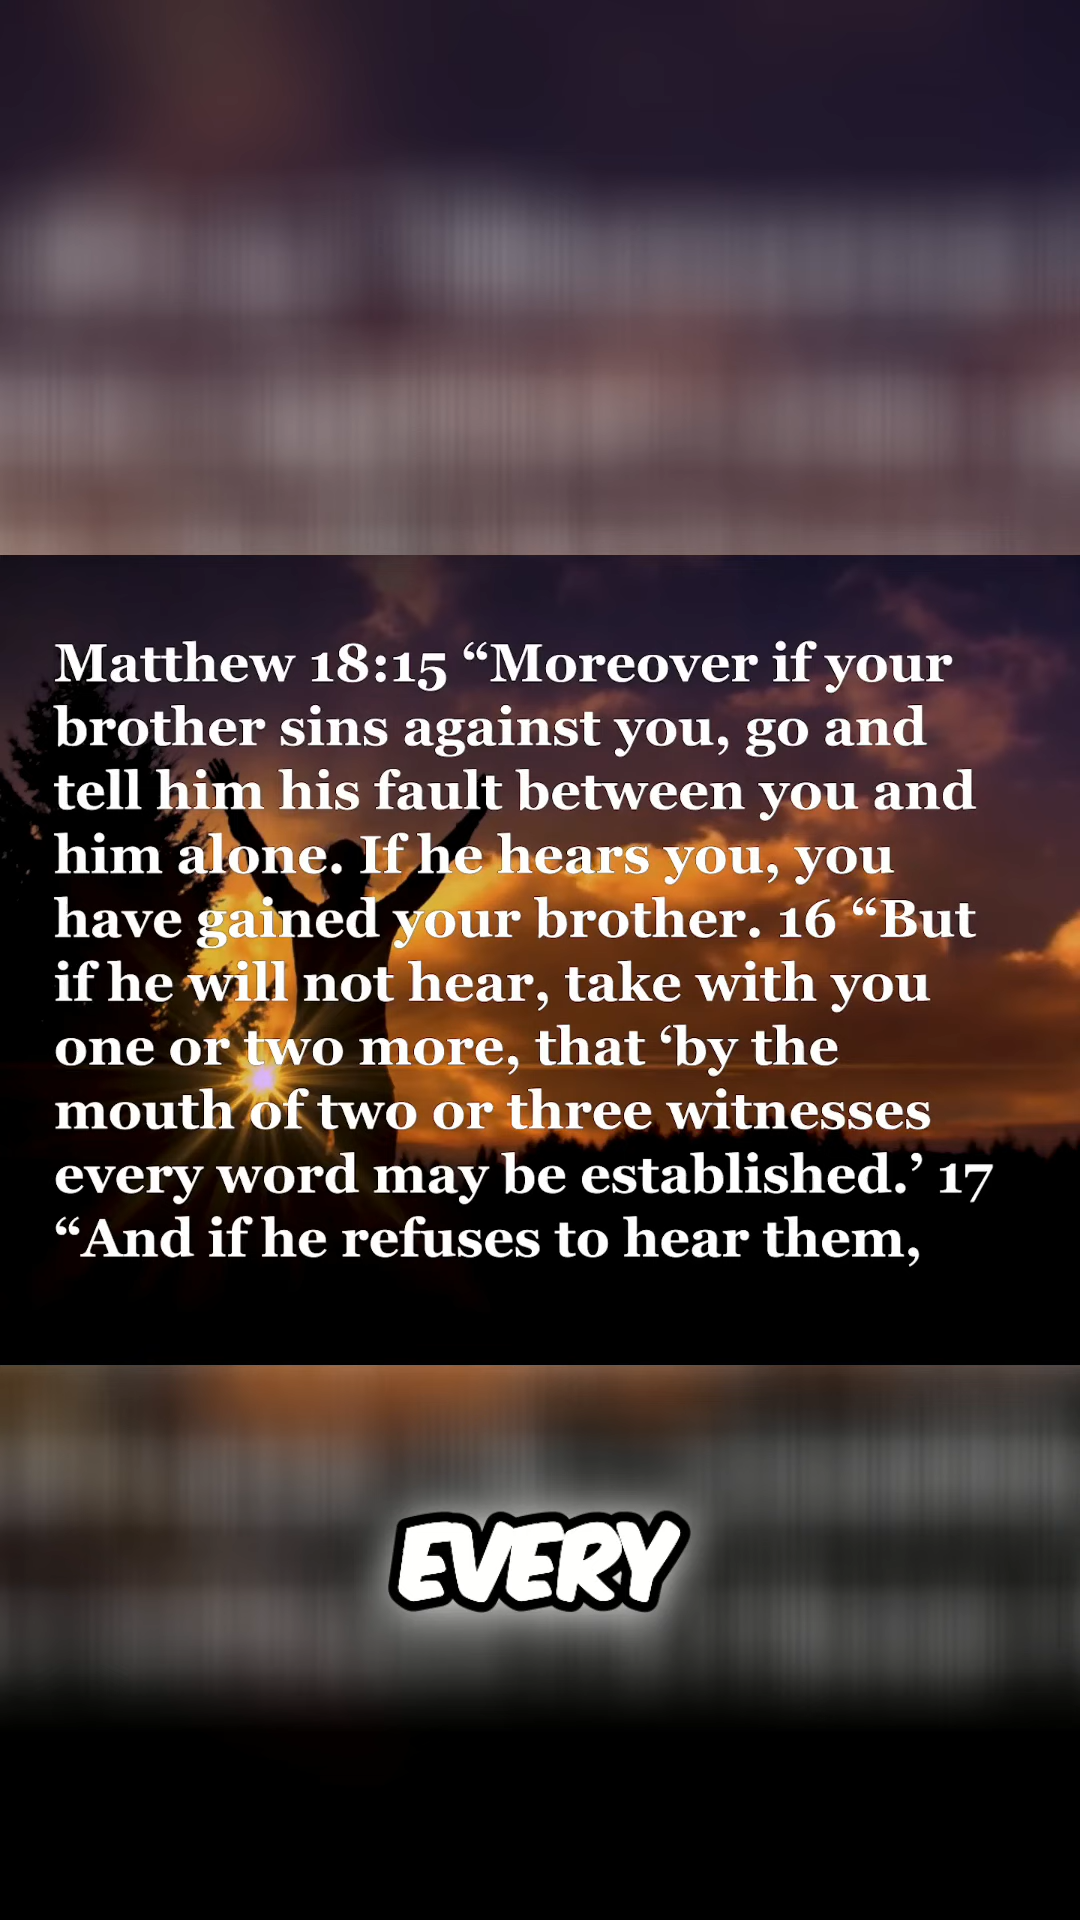 Matthew 18:15 “Moreover if your
brother sins against you, go and
tell him his fault between you and
him alone. If he hears you, you
have gained your brother. 16 “But
if he will not hear, take with you
one or two more, that ‘by the
mouth of two or three witnesses
every word may be established.’ 17
“And if he refuses to hear them,
EVERY